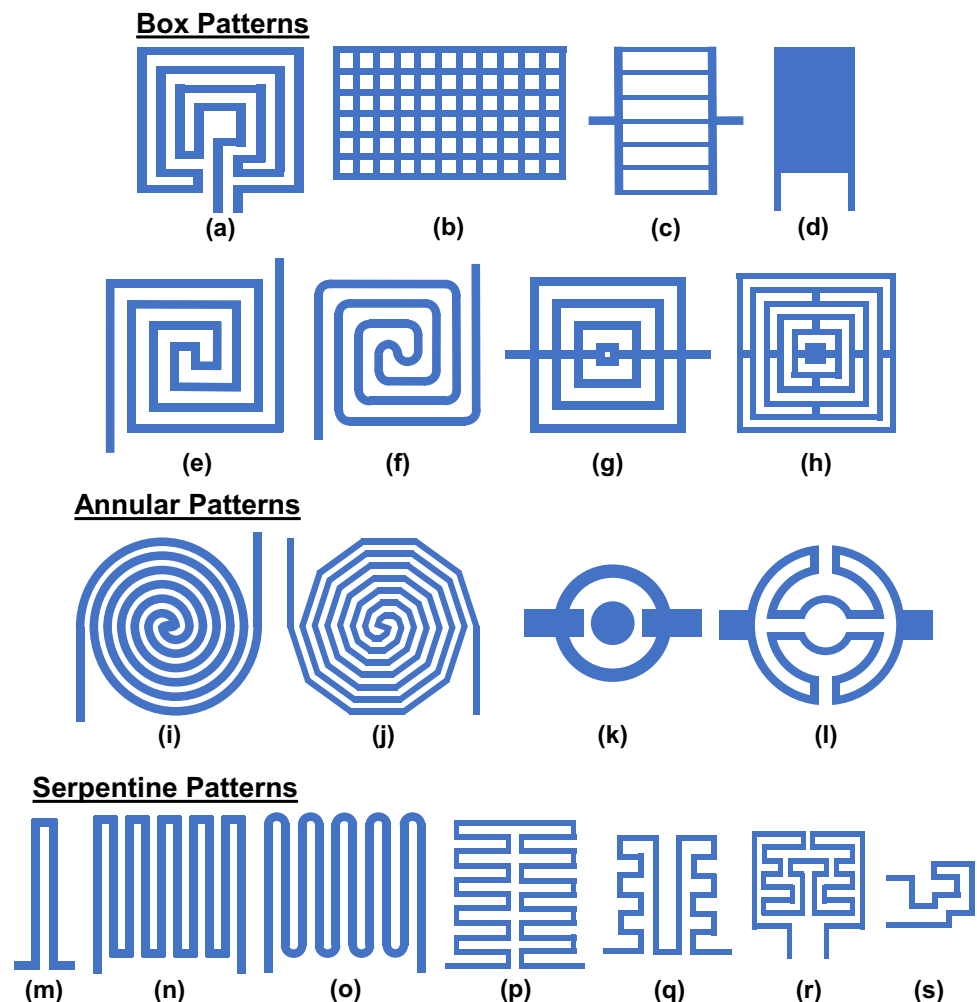 Box Patterns
(a) (b) (c) (d)
(e) (f) (g) (h)
Annular Patterns
(i) (j) (k) (l)
Serpentine Patterns
(m) (n) (o) (p) (q) (r) (s)